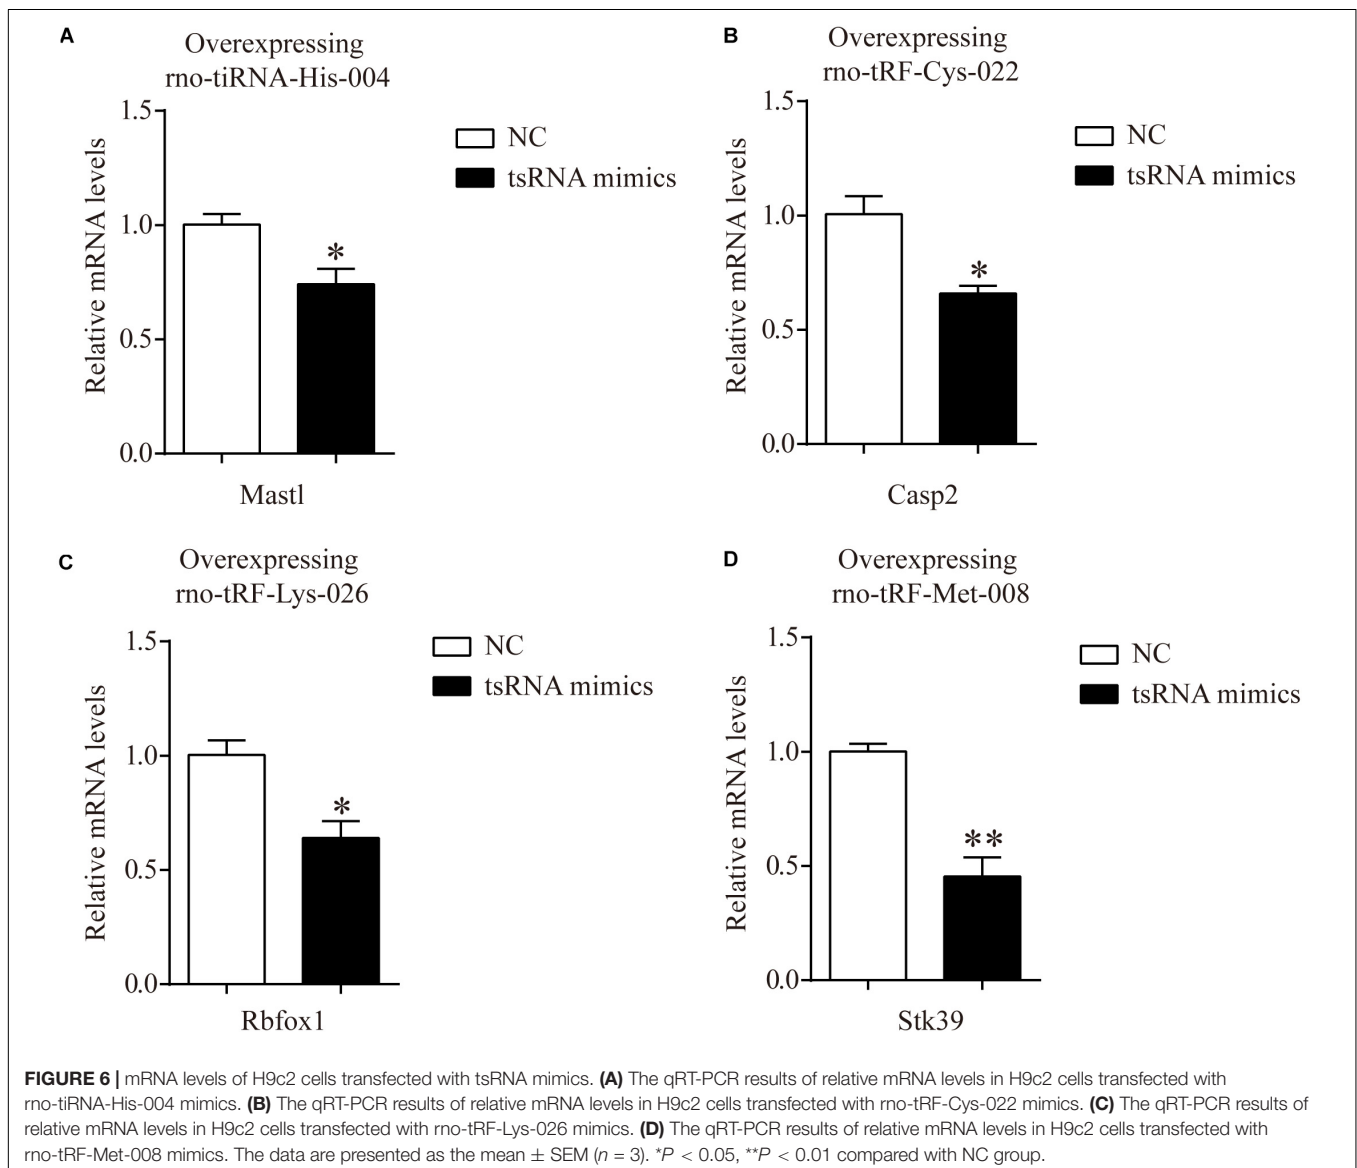 A
Overexpressing
rno-tiRNA-His-004
1.5
1.0
0.5
0.0
Relative mRNA levels
NC
tsRNA mimics
*
Mastl
B
Overexpressing
rno-tRF-Cys-022
1.5
1.0
0.5
0.0
Relative mRNA levels
NC
tsRNA mimics
*
Casp2
C
Overexpressing
rno-tRF-Lys-026
1.5
1.0
0.5
0.0
Relative mRNA levels
NC
tsRNA mimics
*
Rbfox1
D
Overexpressing
rno-tRF-Met-008
1.5
1.0
0.5
0.0
Relative mRNA levels
NC
tsRNA mimics
**
Stk39
FIGURE 6 | mRNA levels of H9c2 cells transfected with tsRNA mimics. (A) The qRT-PCR results of relative mRNA levels in H9c2 cells transfected with
rno-tiRNA-His-004 mimics. (B) The qRT-PCR results of relative mRNA levels in H9c2 cells transfected with rno-tRF-Cys-022 mimics. (C) The qRT-PCR results of
relative mRNA levels in H9c2 cells transfected with rno-tRF-Lys-026 mimics. (D) The qRT-PCR results of relative mRNA levels in H9c2 cells transfected with
rno-tRF-Met-008 mimics. The data are presented as the mean ± SEM (n = 3). *P < 0.05, **P < 0.01 compared with NC group.